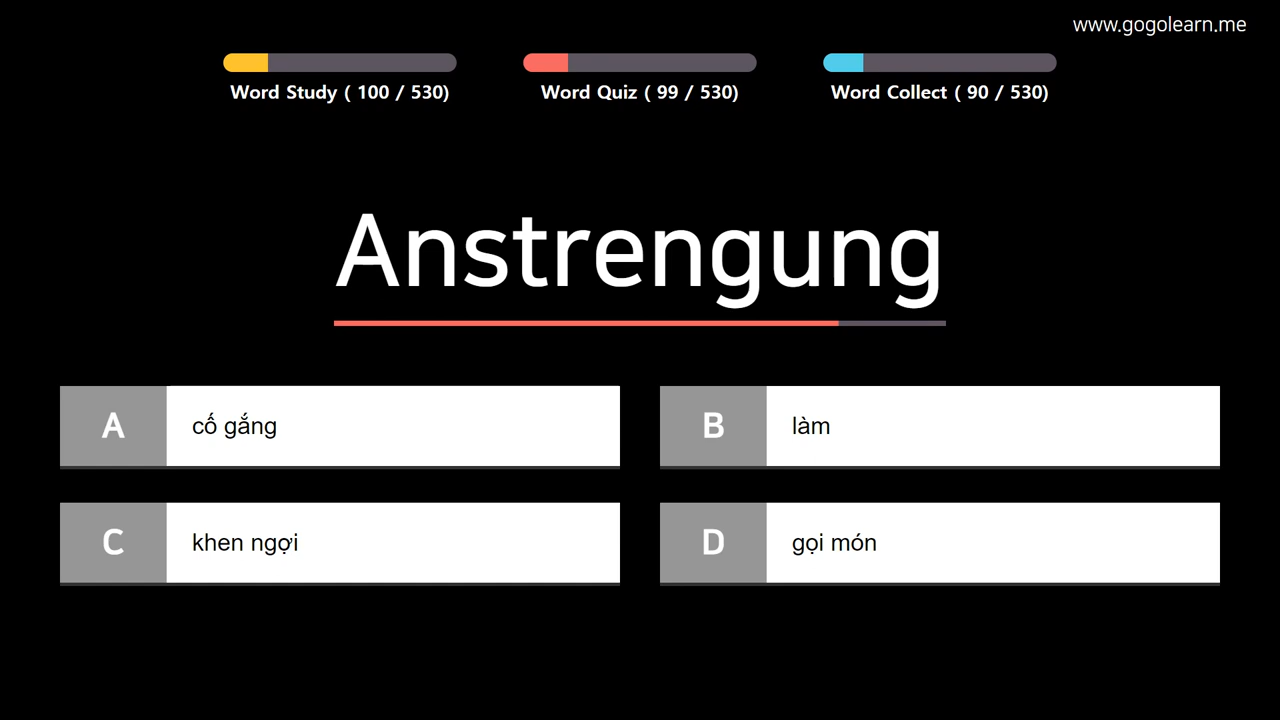 www.gogolearn.me
Word Study ( 100 / 530)
Word Quiz ( 99 / 530)
Word Collect ( 90 / 530)
Anstrengung
A cố gắng
B làm
C khen ngợi
D gọi món